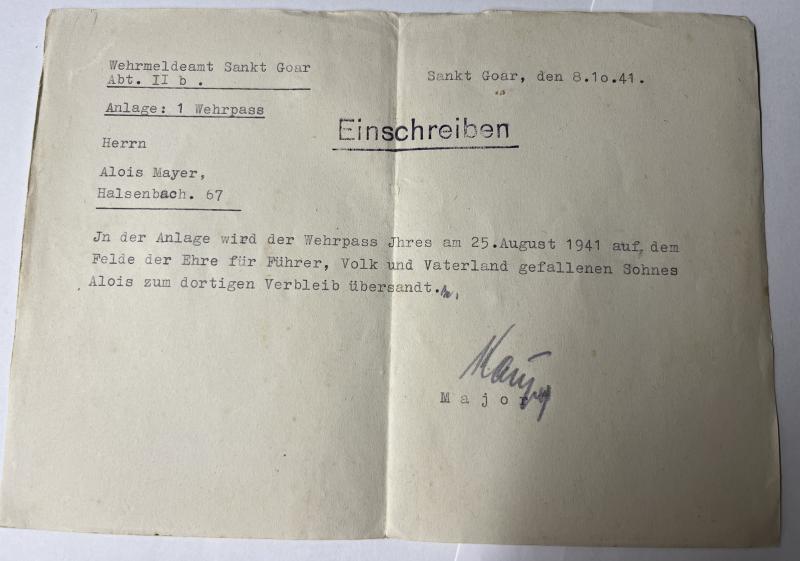 Wehrmeldeamt Sankt Goar
Abt. II b .
Sankt Goar, den 8.1o.41.
Anlage: 1 Wehrpass
Einschreiben
Herrn
Alois Mayer,
Halsenbach. 67
Jn der Anlage wird der Wehrpass Jhres am 25.August 1941 auf dem
Felde der Ehre für Führer, Volk und Vaterland gefallenen Sohnes
Alois zum dortigen Verbleib übersandt.
Major